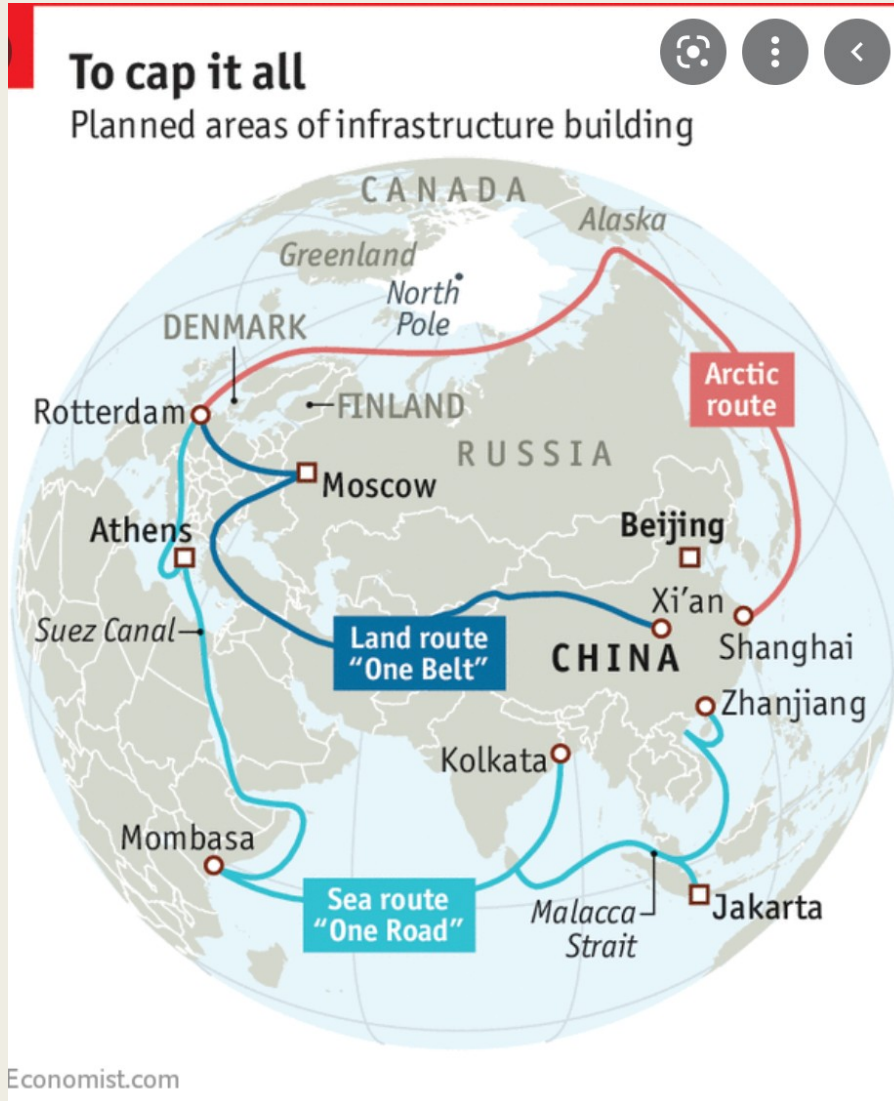 To cap it all
Planned areas of infrastructure building
CANADA
Alaska
Greenland
North
Pole
DENMARK
Arctic
route
Rotterdam
FINLAND
RUSSIA
Moscow
Athens
Beijing
Xi'an
Suez Canal
Land route
"One Belt"
CHINA
Shanghai
Zhanjiang
Kolkata
Mombasa
Sea route
"One Road"
Malacca
Strait
Jakarta
Economist.com